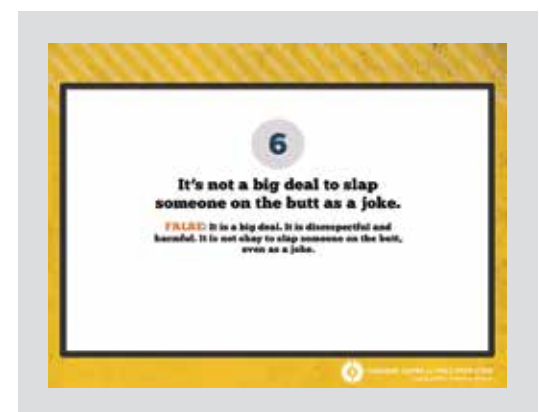 6
It's not a big deal to slap
someone on the butt as a joke.
FALSE: It is a big deal. It is disrespectful and
harmful. It is not okay to slap someone on the butt,
even as a joke.